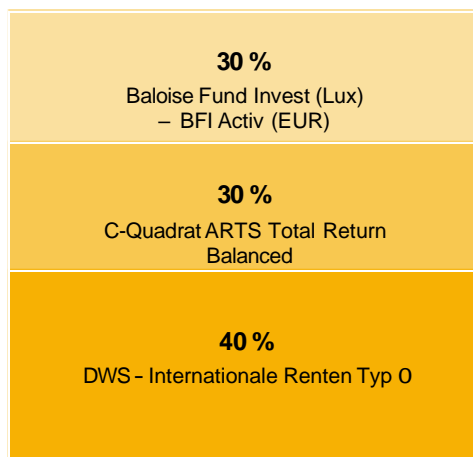 30 %
Baloise Fund Invest (Lux)
– BFI Activ (EUR)
30 %
C-Quadrat ARTS Total Return
Balanced
40 %
DWS – Internationale Renten Typ O